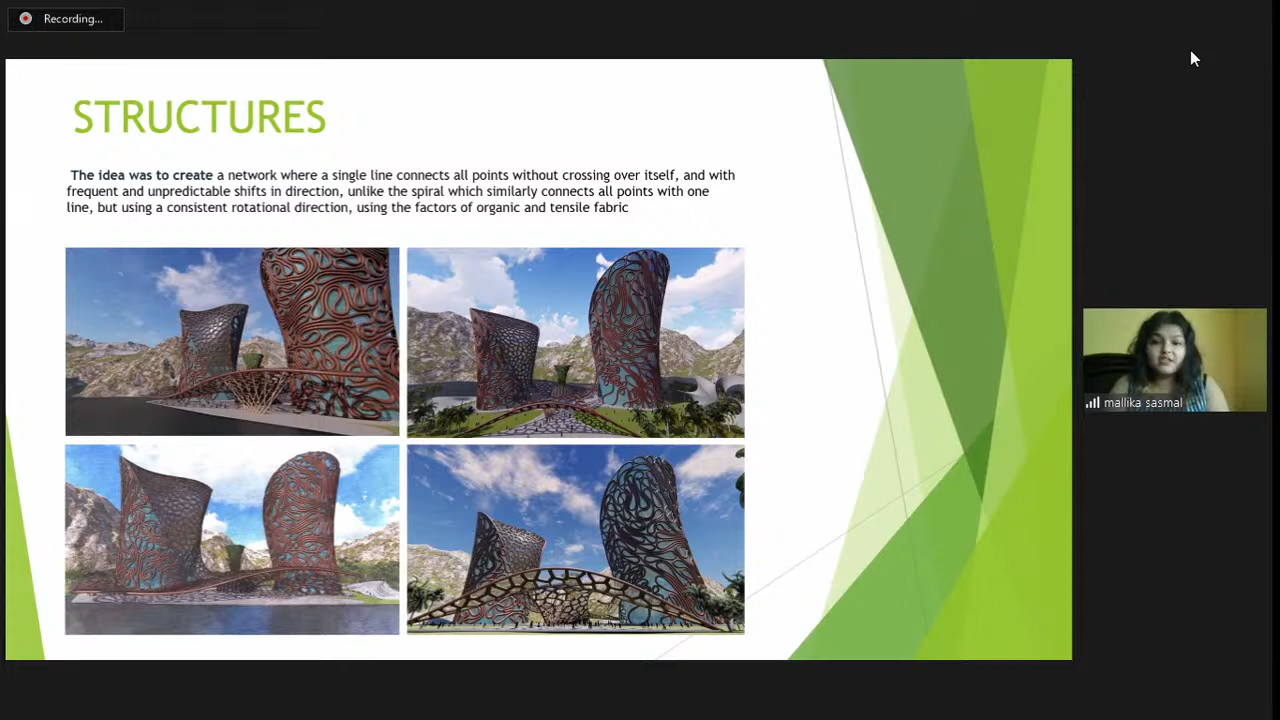 Recording...
STRUCTURES
The idea was to create a network where a single line connects all points without crossing over itself, and with
frequent and unpredictable shifts in direction, unlike the spiral which similarly connects all points with one
line, but using a consistent rotational direction, using the factors of organic and tensile fabric
mallika sasmal